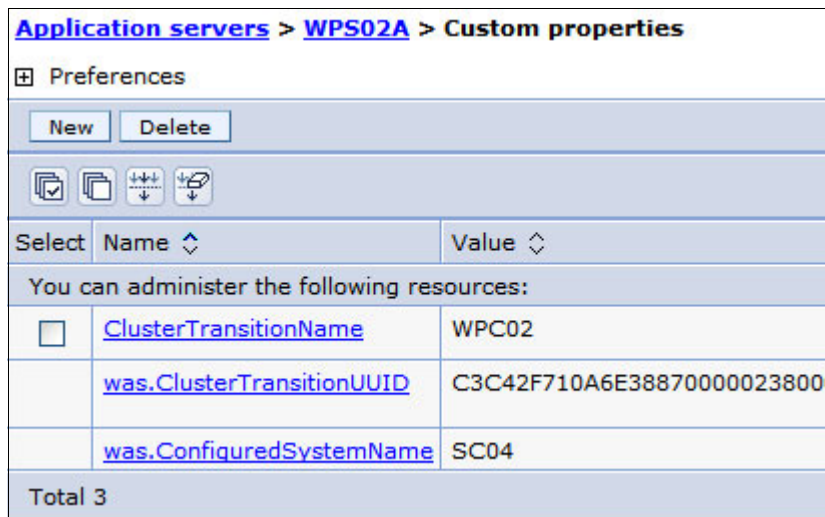 Application servers > WPS02A > Custom properties
Preferences
New Delete
Select Name Value
You can administer the following resources:
ClusterTransitionName WPC02
was.ClusterTransitionUUID C3C42F710A6E38870000023800
was.ConfiguredSystemName SC04
Total 3